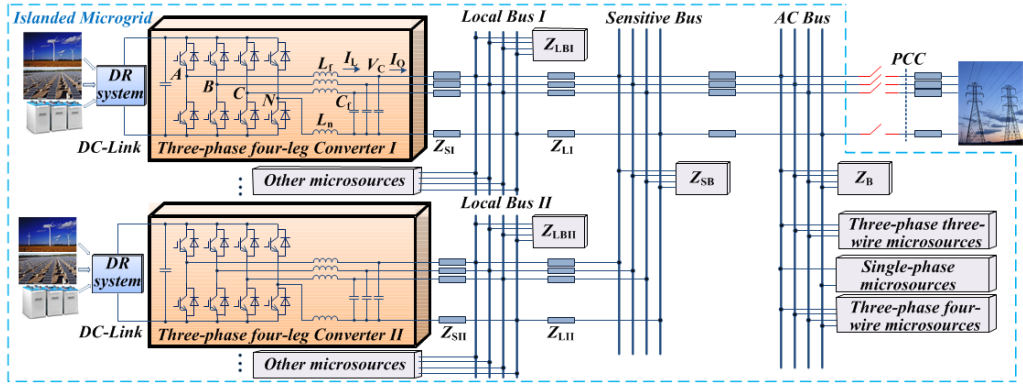 Islanded Microgrid
Local Bus I
Sensitive Bus
AC Bus
PCC
DR
system
DC-Link
A
B
C
N
L_f
I_L
V_C
I_O
C_f
L_n
Three-phase four-leg Converter I
Z_SI
Z_LBI
Z_LI
Z_SB
Z_B
Other microsources
Local Bus II
DR
system
DC-Link
Three-phase four-leg Converter II
Z_SII
Z_LBII
Z_LII
Other microsources
Three-phase three-
wire microsources
Single-phase
microsources
Three-phase four-
wire microsources